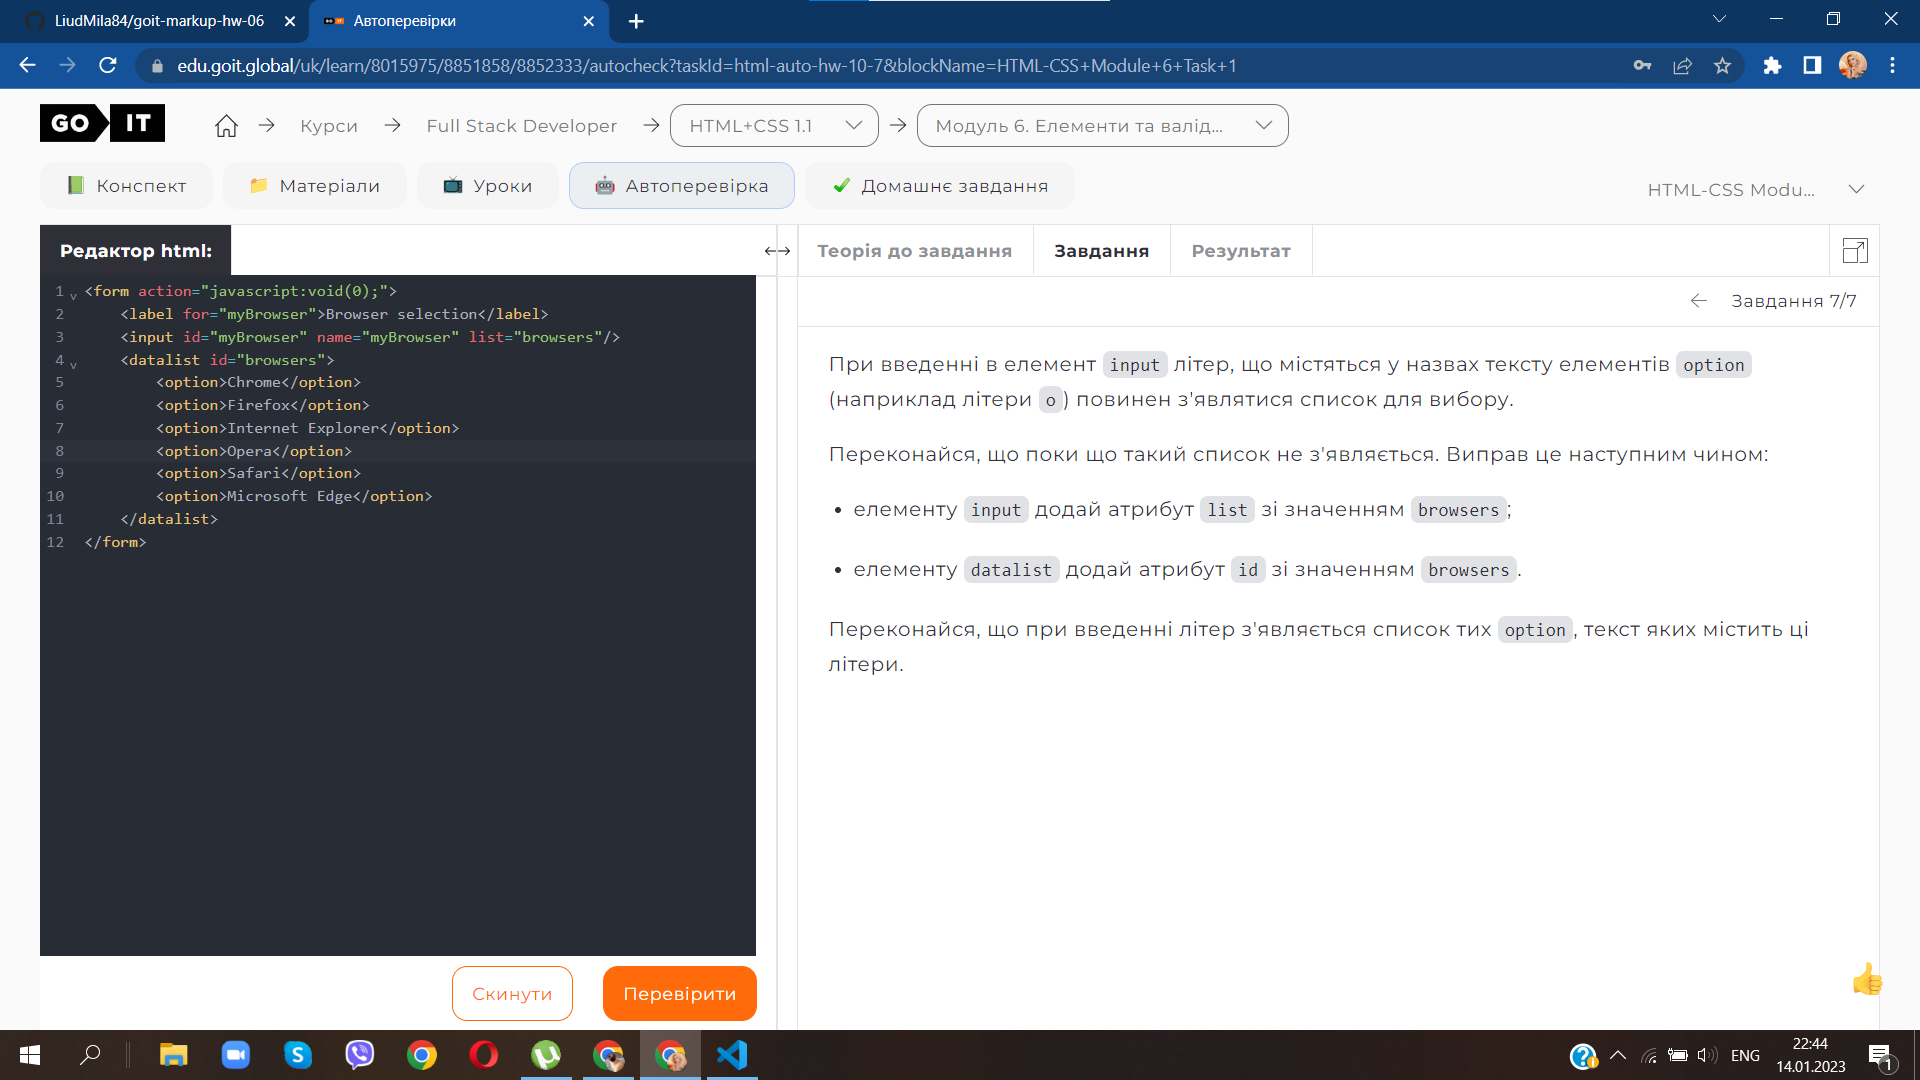 LiudMila84/goit-markup-hw-06
Автоперевірки
edu.goit.global/uk/learn/8015975/8851858/8852333/autocheck?taskId=html-auto-hw-10-7&blockName=HTML-CSS+Module+6+Task+1
GO IT
Курси
Full Stack Developer
HTML+CSS 1.1
Модуль 6. Елементи та валід...
Конспект
Матеріали
Уроки
Автоперевірка
Домашнє завдання
HTML-CSS Modu...
Редактор html:
Теорія до завдання
Завдання
Результат
Завдання 7/7
1 <form action="javascript:void(0);">
2 <label for="myBrowser">Browser selection</label>
3 <input id="myBrowser" name="myBrowser" list="browsers"/>
4 <datalist id="browsers">
5 <option>Chrome</option>
6 <option>Firefox</option>
7 <option>Internet Explorer</option>
8 <option>Opera</option>
9 <option>Safari</option>
10 <option>Microsoft Edge</option>
11 </datalist>
12 </form>
При введенні в елемент input літер, що містяться у назвах тексту елементів option
(наприклад літери o) повинен з'являтися список для вибору.
Переконайся, що поки що такий список не з'являється. Виправ це наступним чином:
• елементу input додай атрибут list зі значенням browsers;
• елементу datalist додай атрибут id зі значенням browsers.
Переконайся, що при введенні літер з'являється список тих option, текст яких містить ці
літери.
Скинути
Перевірити
ENG
22:44
14.01.2023
1